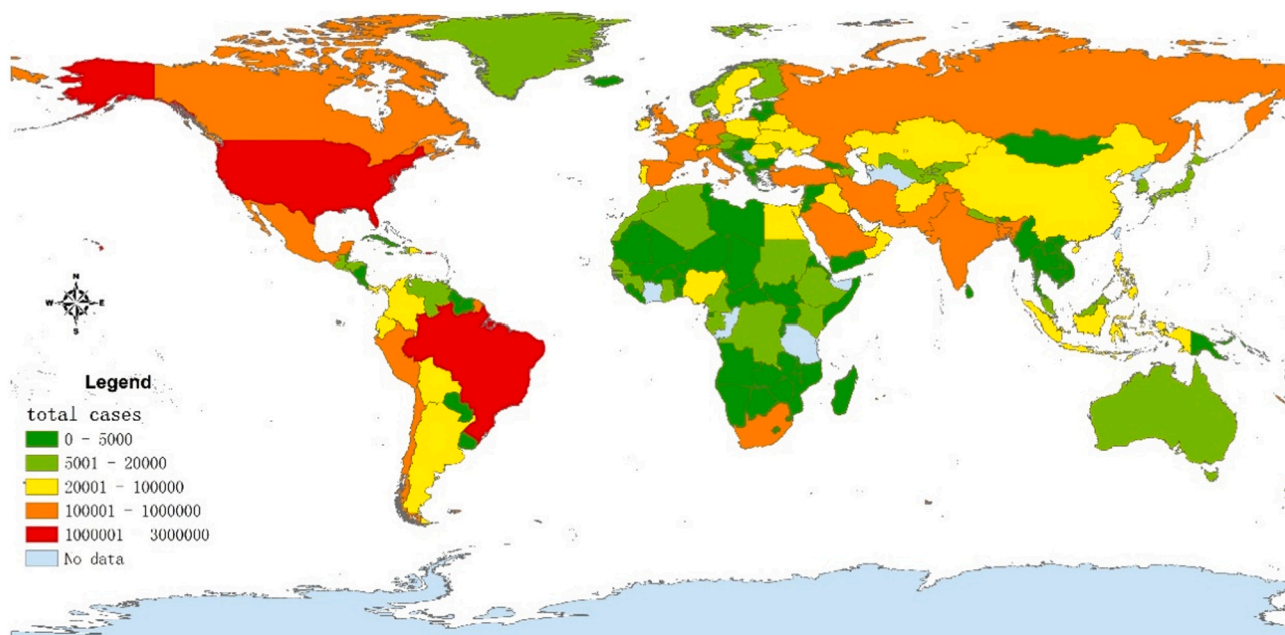 N
W E
S
Legend
total cases
0 - 5000
5001 - 20000
20001 - 100000
100001 - 1000000
1000001 - 3000000
No data